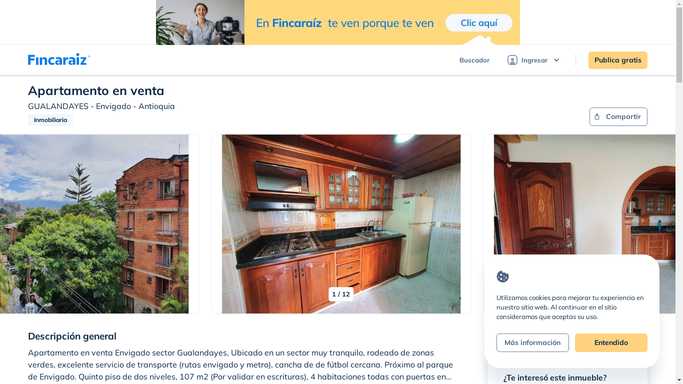 En Fincaraíz te ven porque te ven
Clic aquí
Fincaraiz
Buscador
Ingresar
Publica gratis
Apartamento en venta
GUALANDAYES - Envigado - Antioquia
Inmobiliaria
Compartir
1 / 12
Utilizamos cookies para mejorar tu experiencia en
nuestro sitio web. Al continuar en el sitio
consideramos que aceptas su uso.
Más información
Entendido
Descripción general
Apartamento en venta Envigado sector Gualandayes, Ubicado en un sector muy tranquilo, rodeado de zonas
verdes, excelente servicio de transporte (rutas envigado y metro), cancha de de fútbol cercana. Próximo al parque
de Envigado. Quinto piso de dos niveles, 107 m2 (Por validar en escrituras), 4 habitaciones todas con puertas en...
¿Te interesó este inmueble?